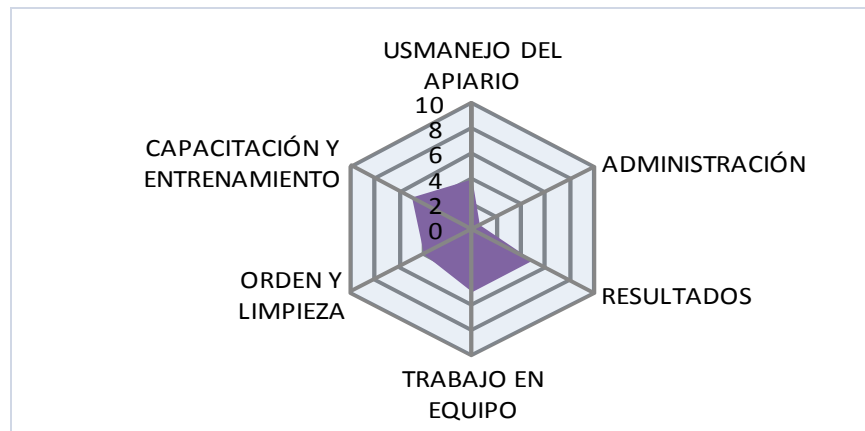 USMANEJO DEL
APIARIO
10
8
6
4
2
0
ADMINISTRACIÓN
RESULTADOS
TRABAJO EN
EQUIPO
ORDEN Y
LIMPIEZA
CAPACITACIÓN Y
ENTRENAMIENTO